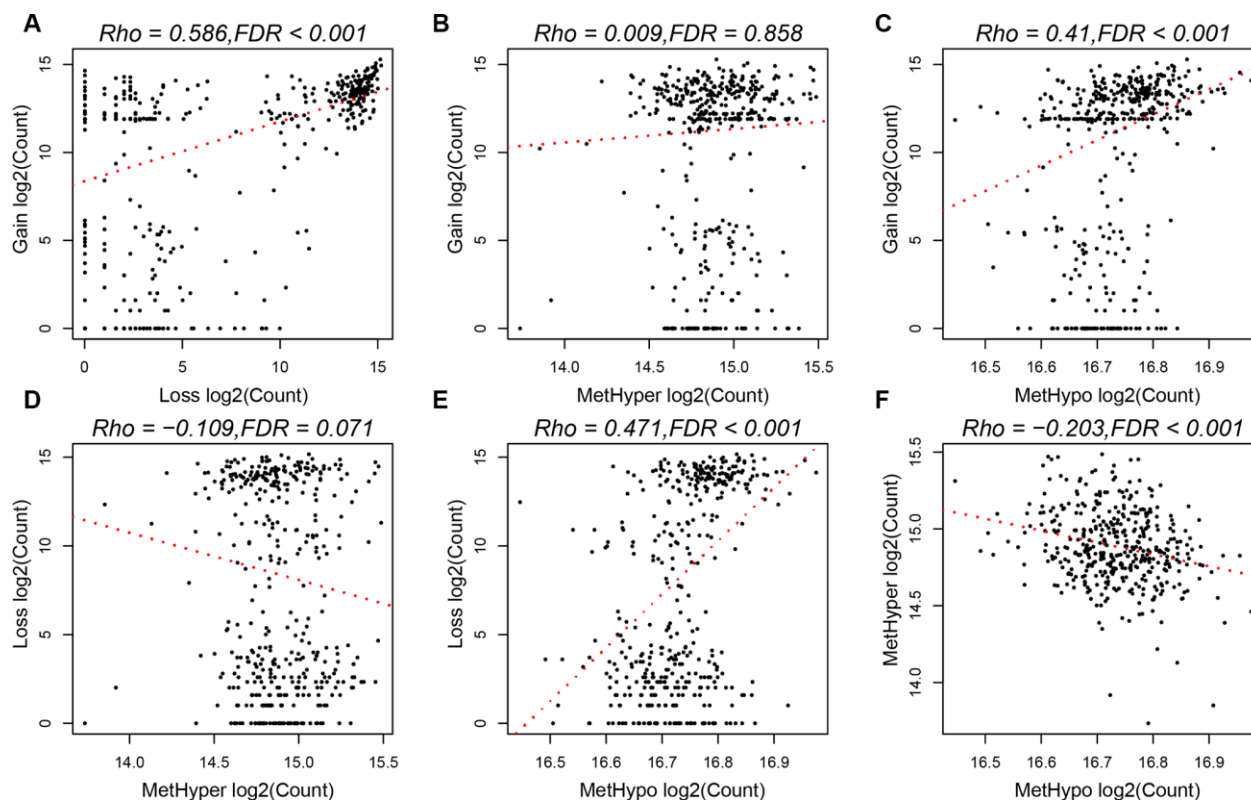 A
Rho = 0.586,FDR < 0.001
Gain log2(Count)
0
5
10
15
0
5
10
15
Loss log2(Count)
B
Rho = 0.009,FDR = 0.858
Gain log2(Count)
0
5
10
15
14.0
14.5
15.0
15.5
MetHyper log2(Count)
C
Rho = 0.41,FDR < 0.001
Gain log2(Count)
0
5
10
15
16.5
16.6
16.7
16.8
16.9
MetHypo log2(Count)
D
Rho = −0.109,FDR = 0.071
Loss log2(Count)
0
5
10
15
14.0
14.5
15.0
15.5
MetHyper log2(Count)
E
Rho = 0.471,FDR < 0.001
Loss log2(Count)
0
5
10
15
16.5
16.6
16.7
16.8
16.9
MetHypo log2(Count)
F
Rho = −0.203,FDR < 0.001
MetHyper log2(Count)
14.0
14.5
15.0
15.5
16.5
16.6
16.7
16.8
16.9
MetHypo log2(Count)